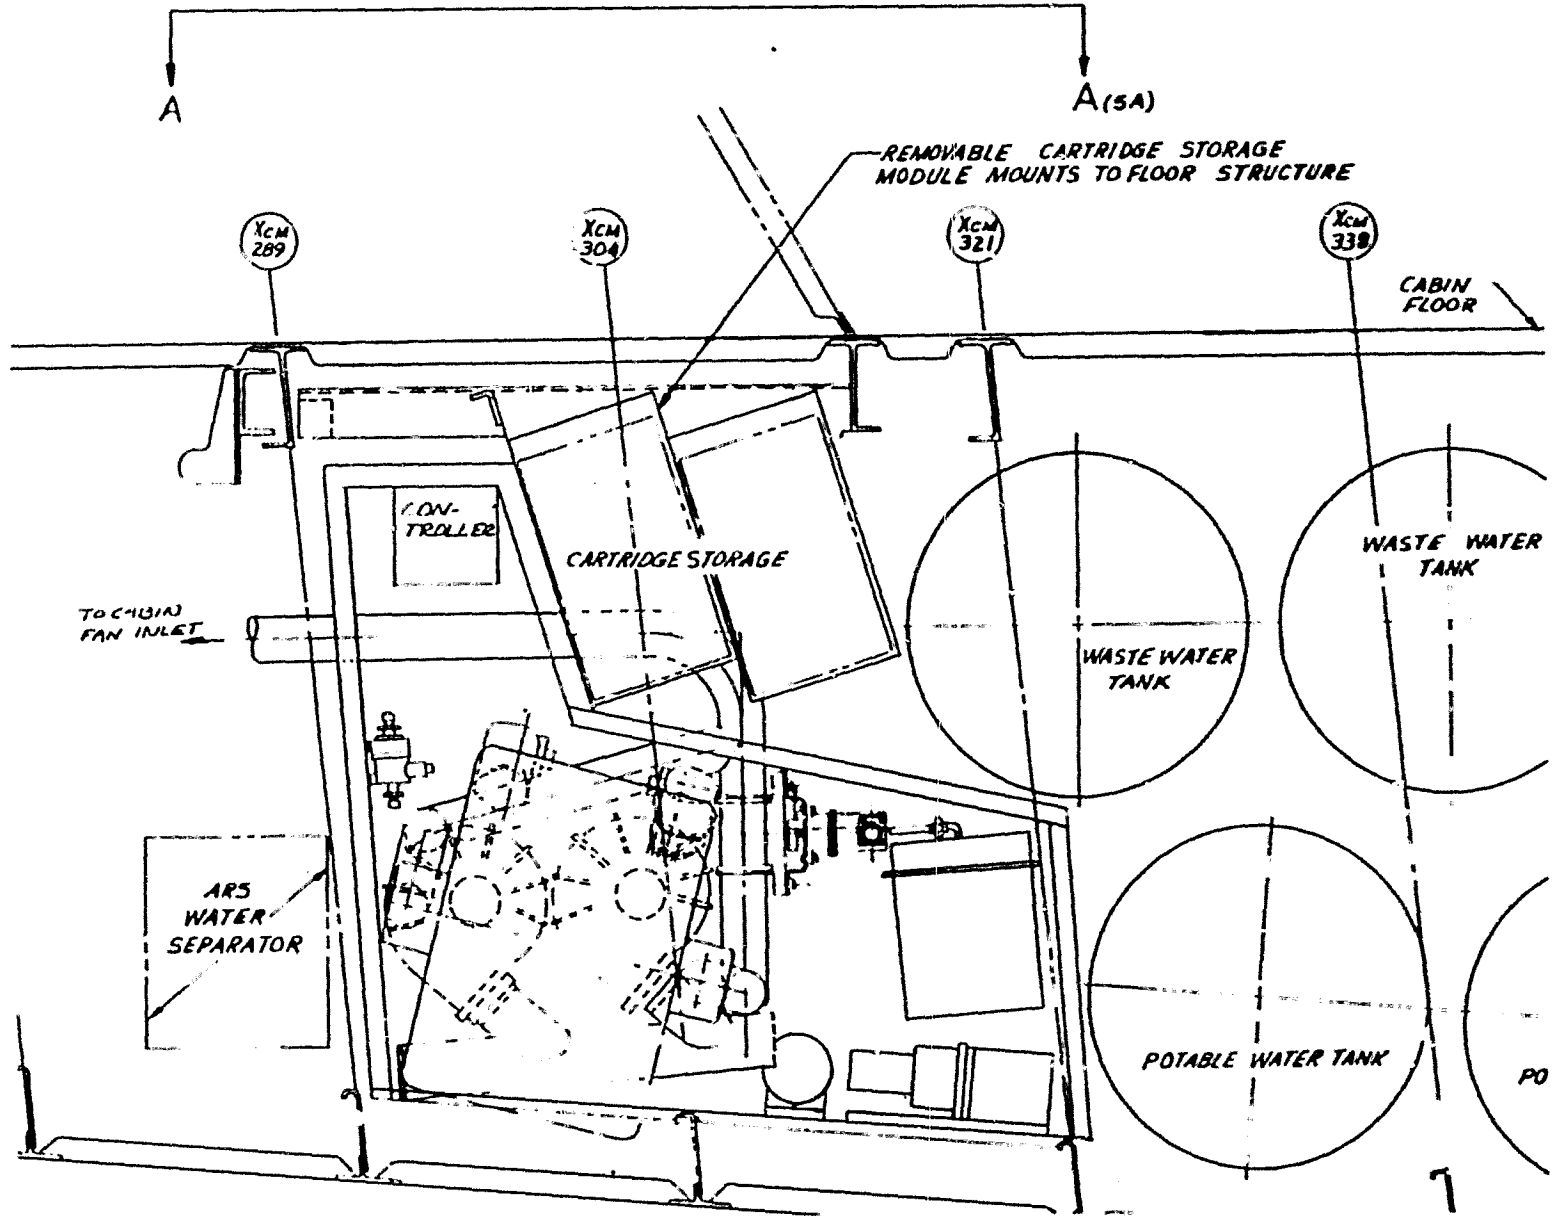 A
A (5A)
REMOVABLE CARTRIDGE STORAGE
MODULE MOUNTS TO FLOOR STRUCTURE
XCM
289
XCM
304
XCM
321
XCM
338
CABIN
FLOOR
CON-
TROLLER
CARTRIDGE STORAGE
WASTE WATER
TANK
TO CABIN
FAN INLET
WASTE WATER
TANK
ARS
WATER
SEPARATOR
POTABLE WATER TANK
PO